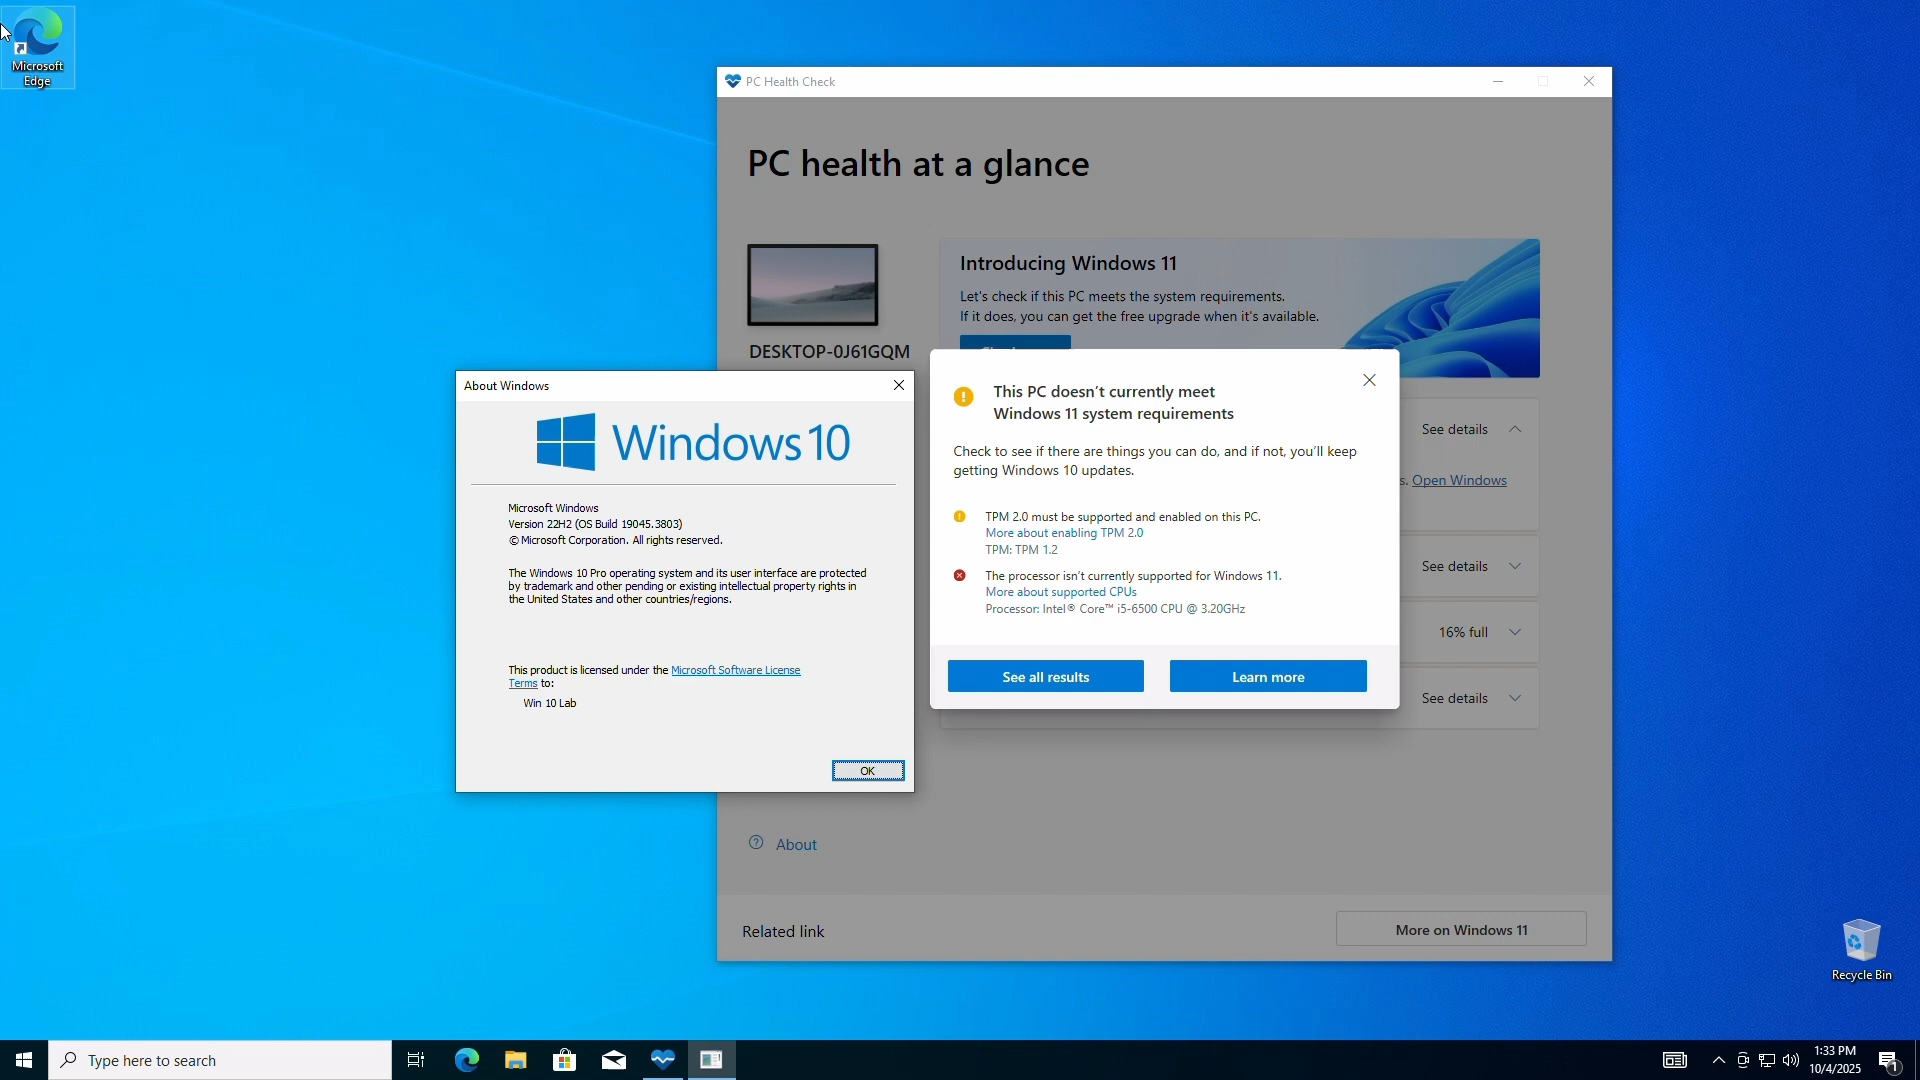 Microsoft
Edge
PC Health Check
PC health at a glance
DESKTOP-0J61GQM
Introducing Windows 11
Let's check if this PC meets the system requirements.
If it does, you can get the free upgrade when it's available.
About Windows
Windows 10
Microsoft Windows
Version 22H2 (OS Build 19045.3803)
© Microsoft Corporation. All rights reserved.
The Windows 10 Pro operating system and its user interface are protected
by trademark and other pending or existing intellectual property rights in
the United States and other countries/regions.
This product is licensed under the Microsoft Software License
Terms to:
Win 10 Lab
OK
This PC doesn't currently meet
Windows 11 system requirements
Check to see if there are things you can do, and if not, you'll keep
getting Windows 10 updates.
TPM 2.0 must be supported and enabled on this PC.
More about enabling TPM 2.0
TPM: TPM 1.2
The processor isn't currently supported for Windows 11.
More about supported CPUs
Processor: Intel® Core™ i5-6500 CPU @ 3.20GHz
See all results
Learn more
See details
s. Open Windows
See details
16% full
See details
About
Related link
More on Windows 11
Recycle Bin
Type here to search
1:33 PM
10/4/2025
1